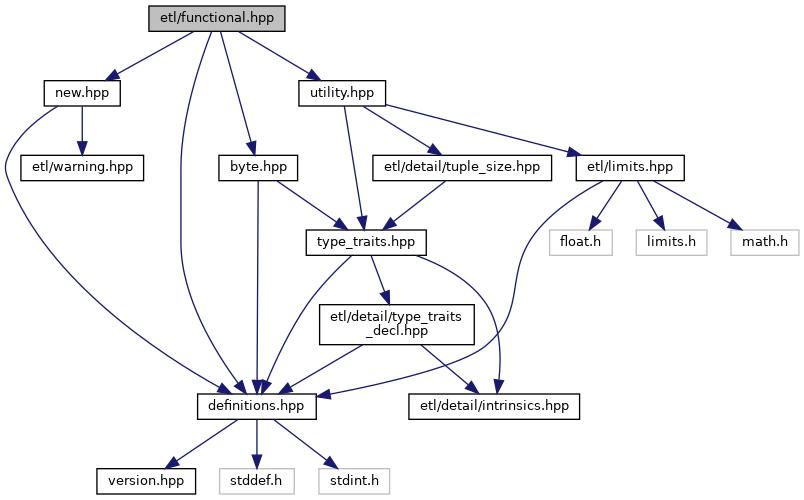 etl/functional.hpp
new.hpp
utility.hpp
etl/warning.hpp
byte.hpp
etl/detail/tuple_size.hpp
etl/limits.hpp
type_traits.hpp
float.h
limits.h
math.h
etl/detail/type_traits
_decl.hpp
definitions.hpp
etl/detail/intrinsics.hpp
version.hpp
stddef.h
stdint.h